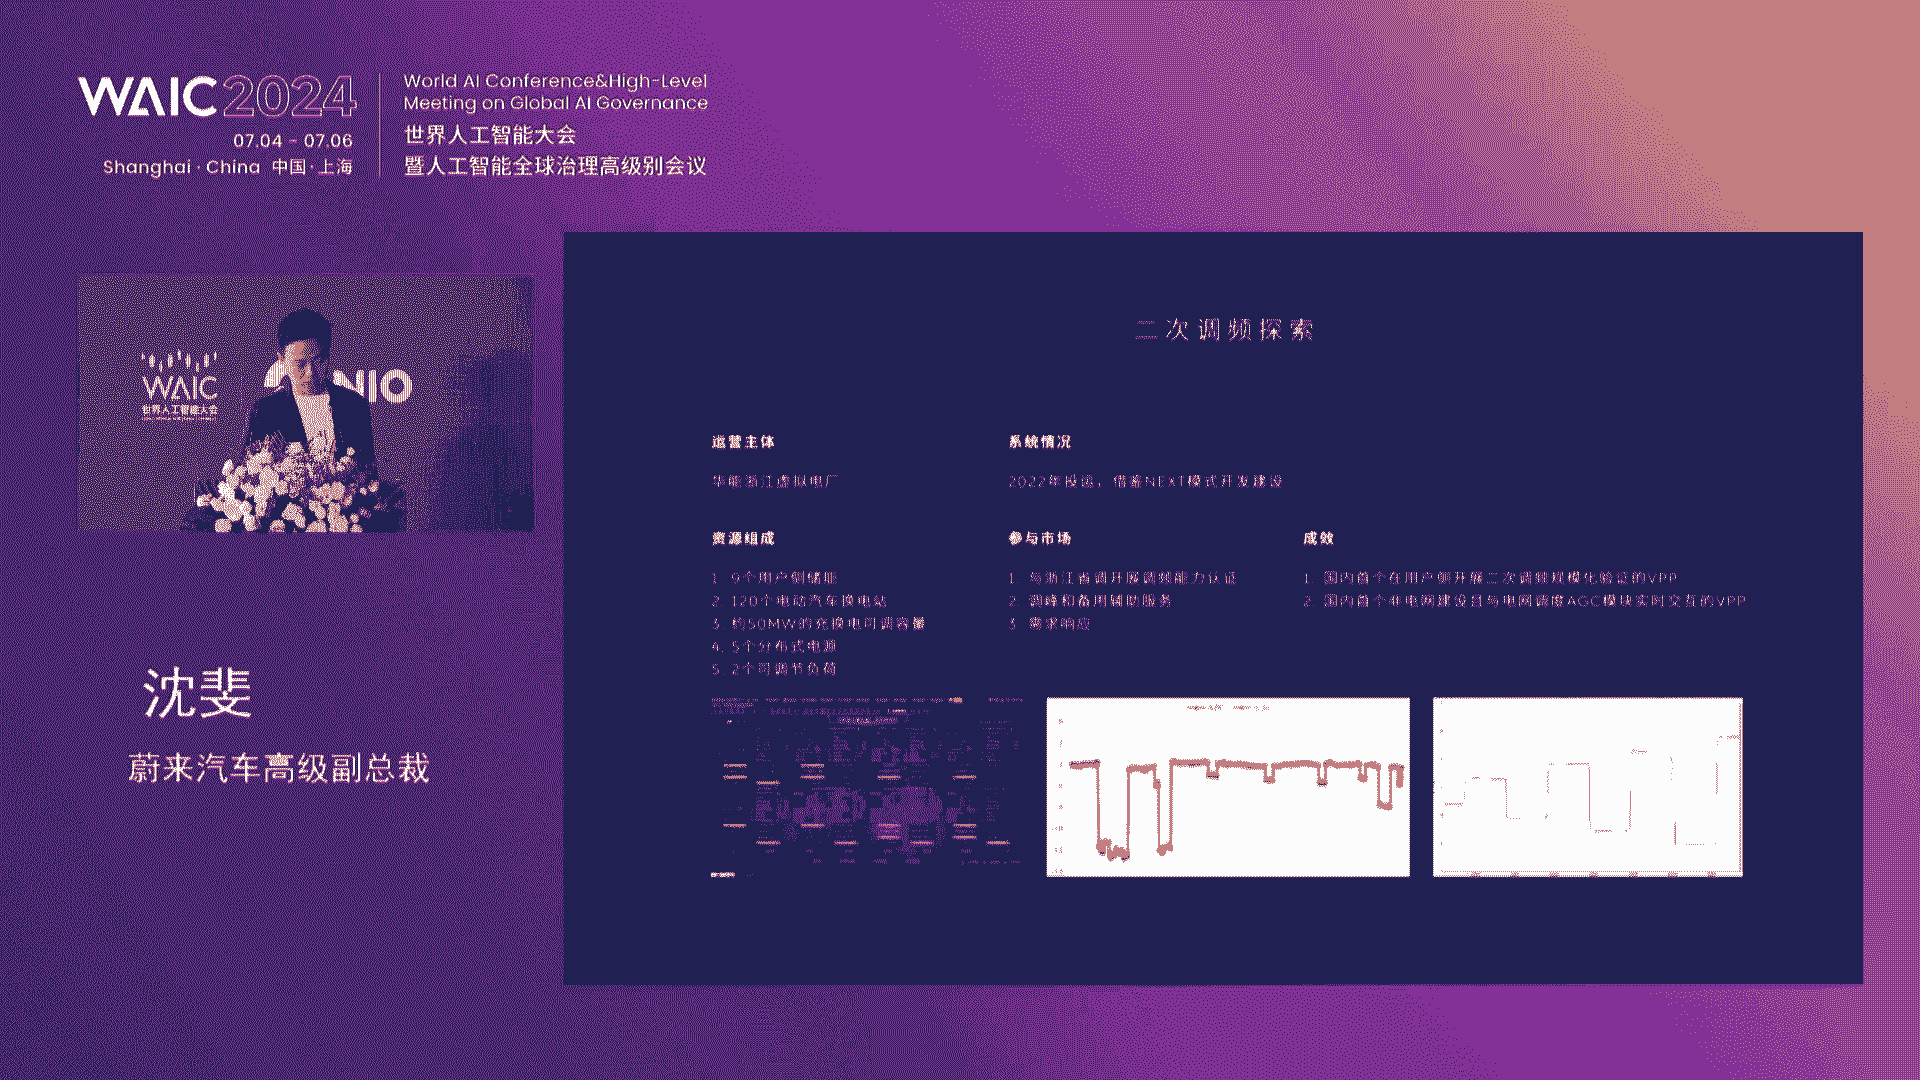 WAIC 2024
07.04 - 07.06
Shanghai · China 中国·上海
World AI Conference&High-Level
Meeting on Global AI Governance
世界人工智能大会
暨人工智能全球治理高级别会议
WAIC
世界人工智能大会
NIO
沈斐
蔚来汽车高级副总裁
二次调频探索
运营主体
华能浙江虚拟电厂
系统情况
2022年投运，借鉴NEXT模式开发建设
资源组成
1. 9个用户侧储能
2. 120个电动汽车换电站
3. 约50MW的充换电可调容量
4. 5个分布式电源
5. 2个可调节负荷
参与市场
1. 与浙江省调开展调频能力认证
2. 调峰和备用辅助服务
3. 需求响应
成效
1. 国内首个在用户侧开展二次调频规模化验证的VPP
2. 国内首个非电网建设且与电网调度AGC模块实时交互的VPP